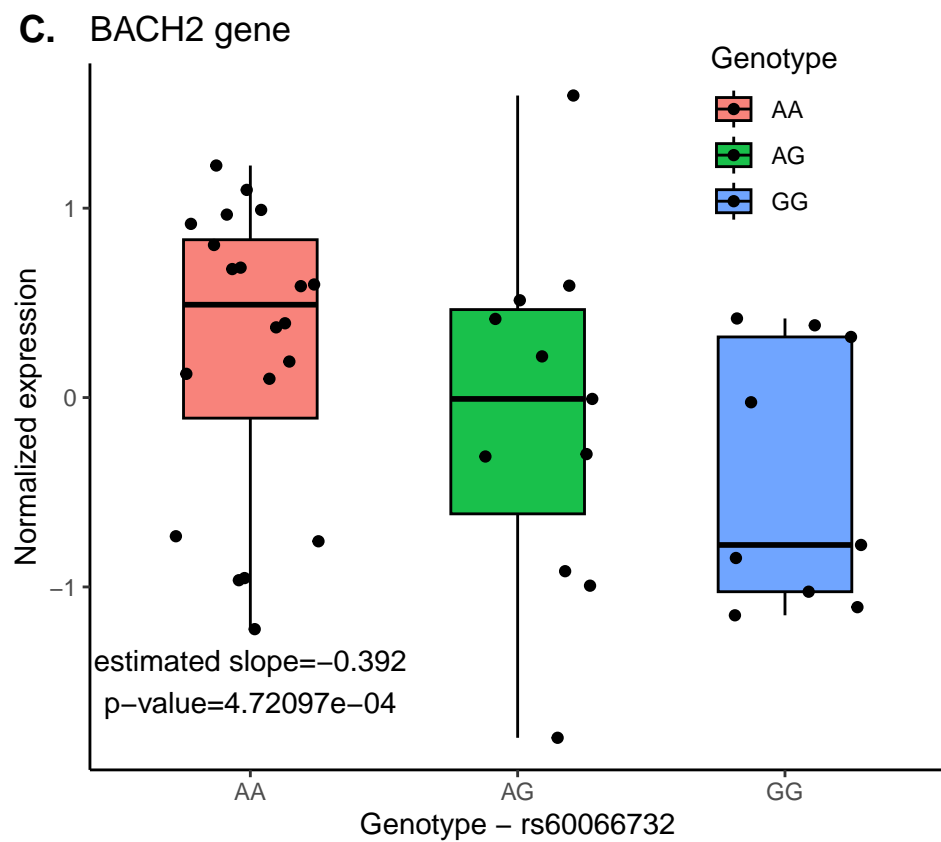 C. BACH2 gene
Genotype
AA
AG
GG
Normalized expression
1
0
−1
estimated slope=−0.392
p−value=4.72097e−04
AA AG GG
Genotype − rs60066732